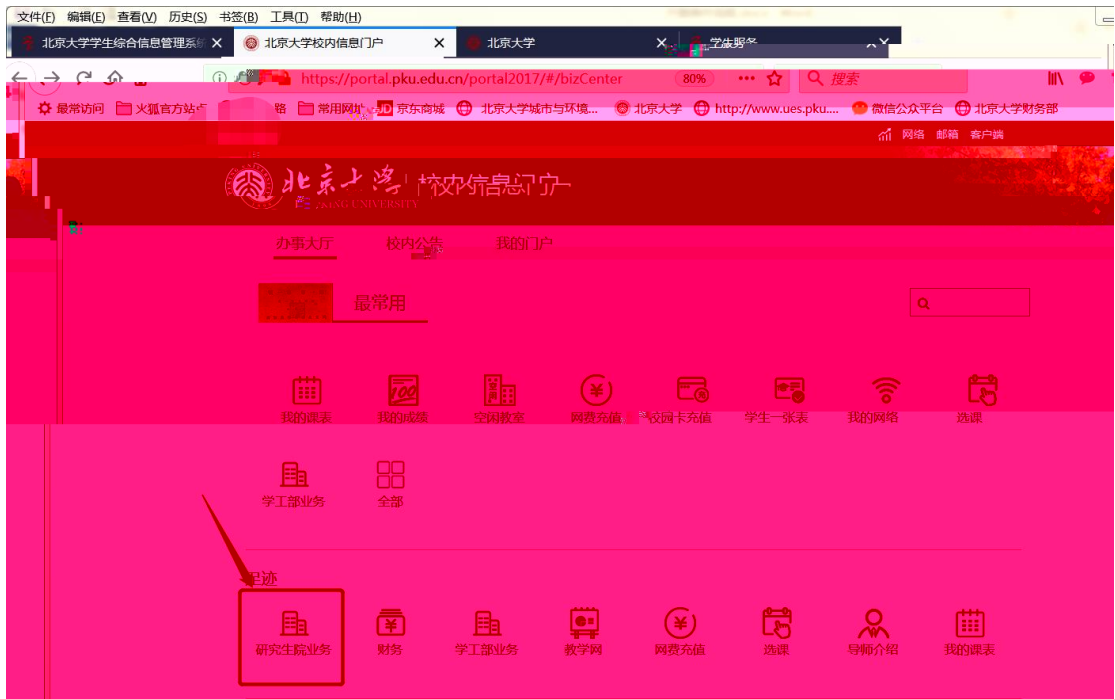 文件(F) 编辑(E) 查看(V) 历史(S) 书签(B) 工具(T) 帮助(H)
北京大学学生综合信息管理系统 × 北京大学校内信息门户 × 北京大学 ×
https://portal.pku.edu.cn/portal2017/#/bizCenter 80% 搜索
最常访问 火狐官方站点 常用网址 JD 京东商城 北京大学城市与环境... 北京大学 http://www.ues.pku.... 微信公众平台 北京大学财务部
网络 邮箱 客户端
北京大学 校内信息门户
PEKING UNIVERSITY
办事大厅 校内公告 我的门户
最常用
我的课表 我的成绩 空闲教室 网费充值 校园卡充值 学生一张表 我的网络 选课
学工部业务 全部
足迹
研究生院业务 财务 学工部业务 教学网 网费充值 选课 导师介绍 我的课表